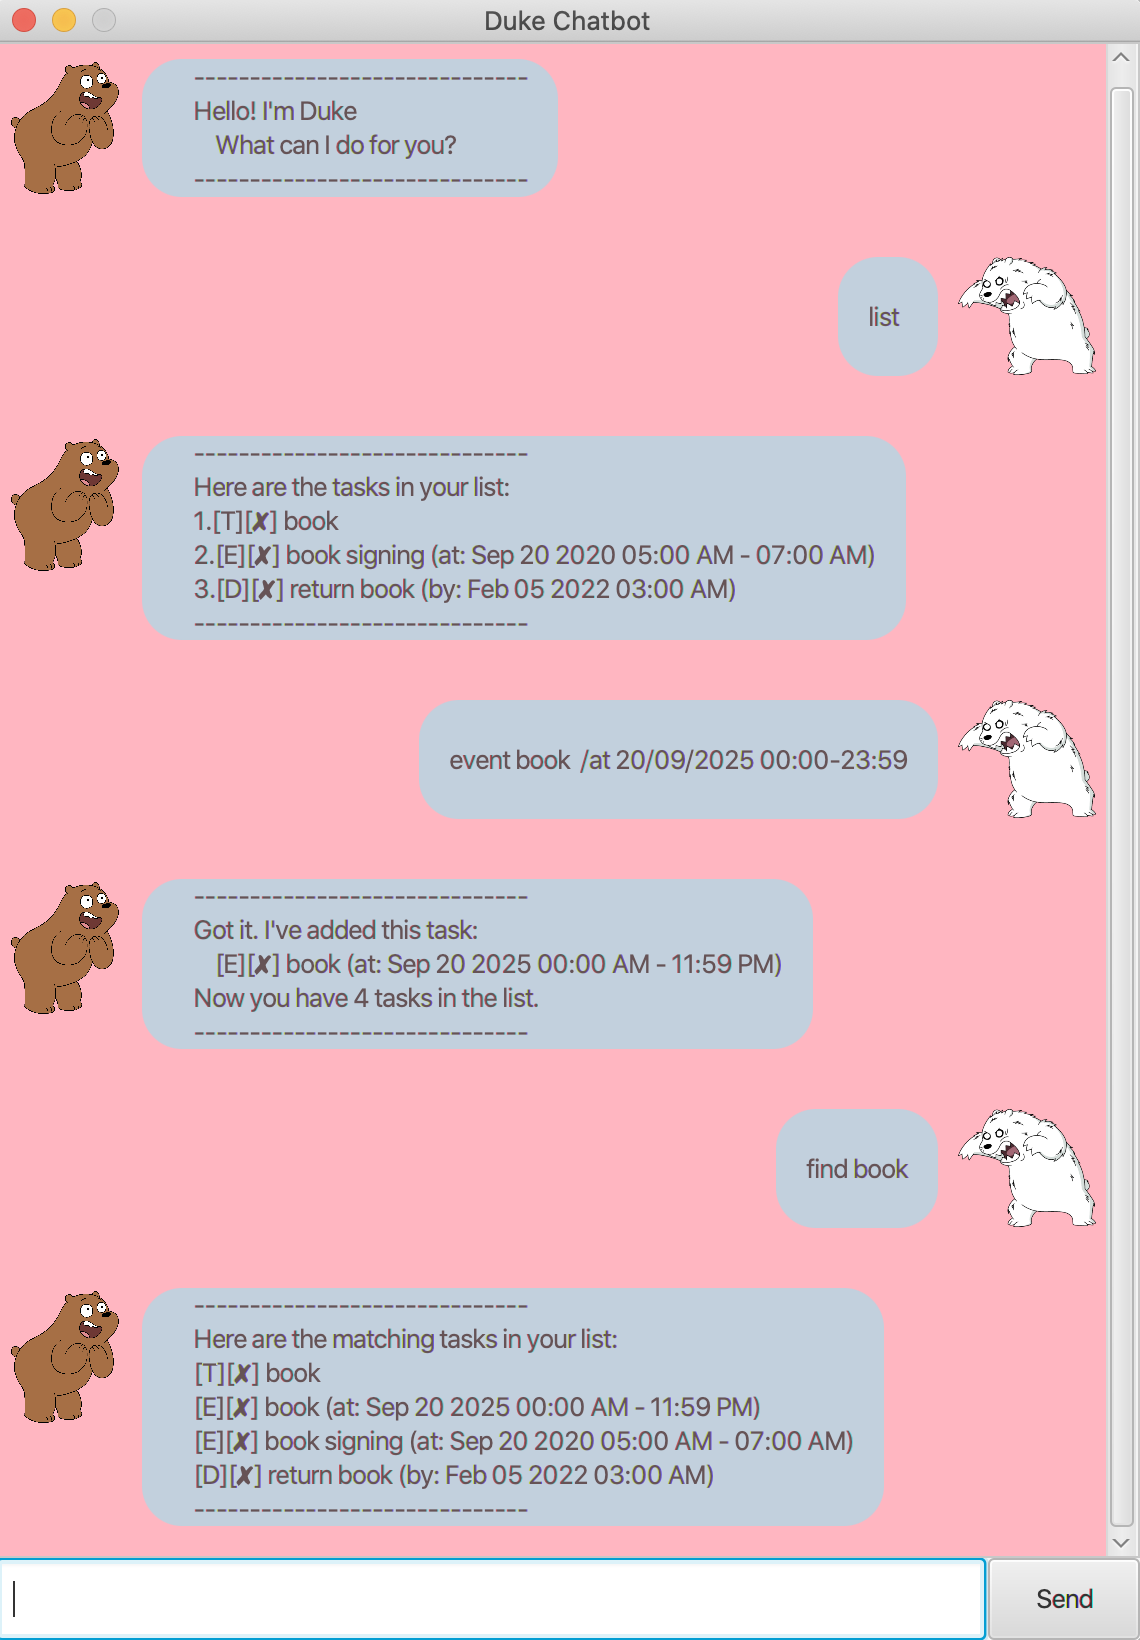 Duke Chatbot
------------------------------
Hello! I'm Duke
What can I do for you?
------------------------------
list
------------------------------
Here are the tasks in your list:
1.[T][✘] book
2.[E][✘] book signing (at: Sep 20 2020 05:00 AM - 07:00 AM)
3.[D][✘] return book (by: Feb 05 2022 03:00 AM)
------------------------------
event book  /at 20/09/2025 00:00-23:59
------------------------------
Got it. I've added this task:
[E][✘] book (at: Sep 20 2025 00:00 AM - 11:59 PM)
Now you have 4 tasks in the list.
------------------------------
find book
------------------------------
Here are the matching tasks in your list:
[T][✘] book
[E][✘] book (at: Sep 20 2025 00:00 AM - 11:59 PM)
[E][✘] book signing (at: Sep 20 2020 05:00 AM - 07:00 AM)
[D][✘] return book (by: Feb 05 2022 03:00 AM)
------------------------------
Send